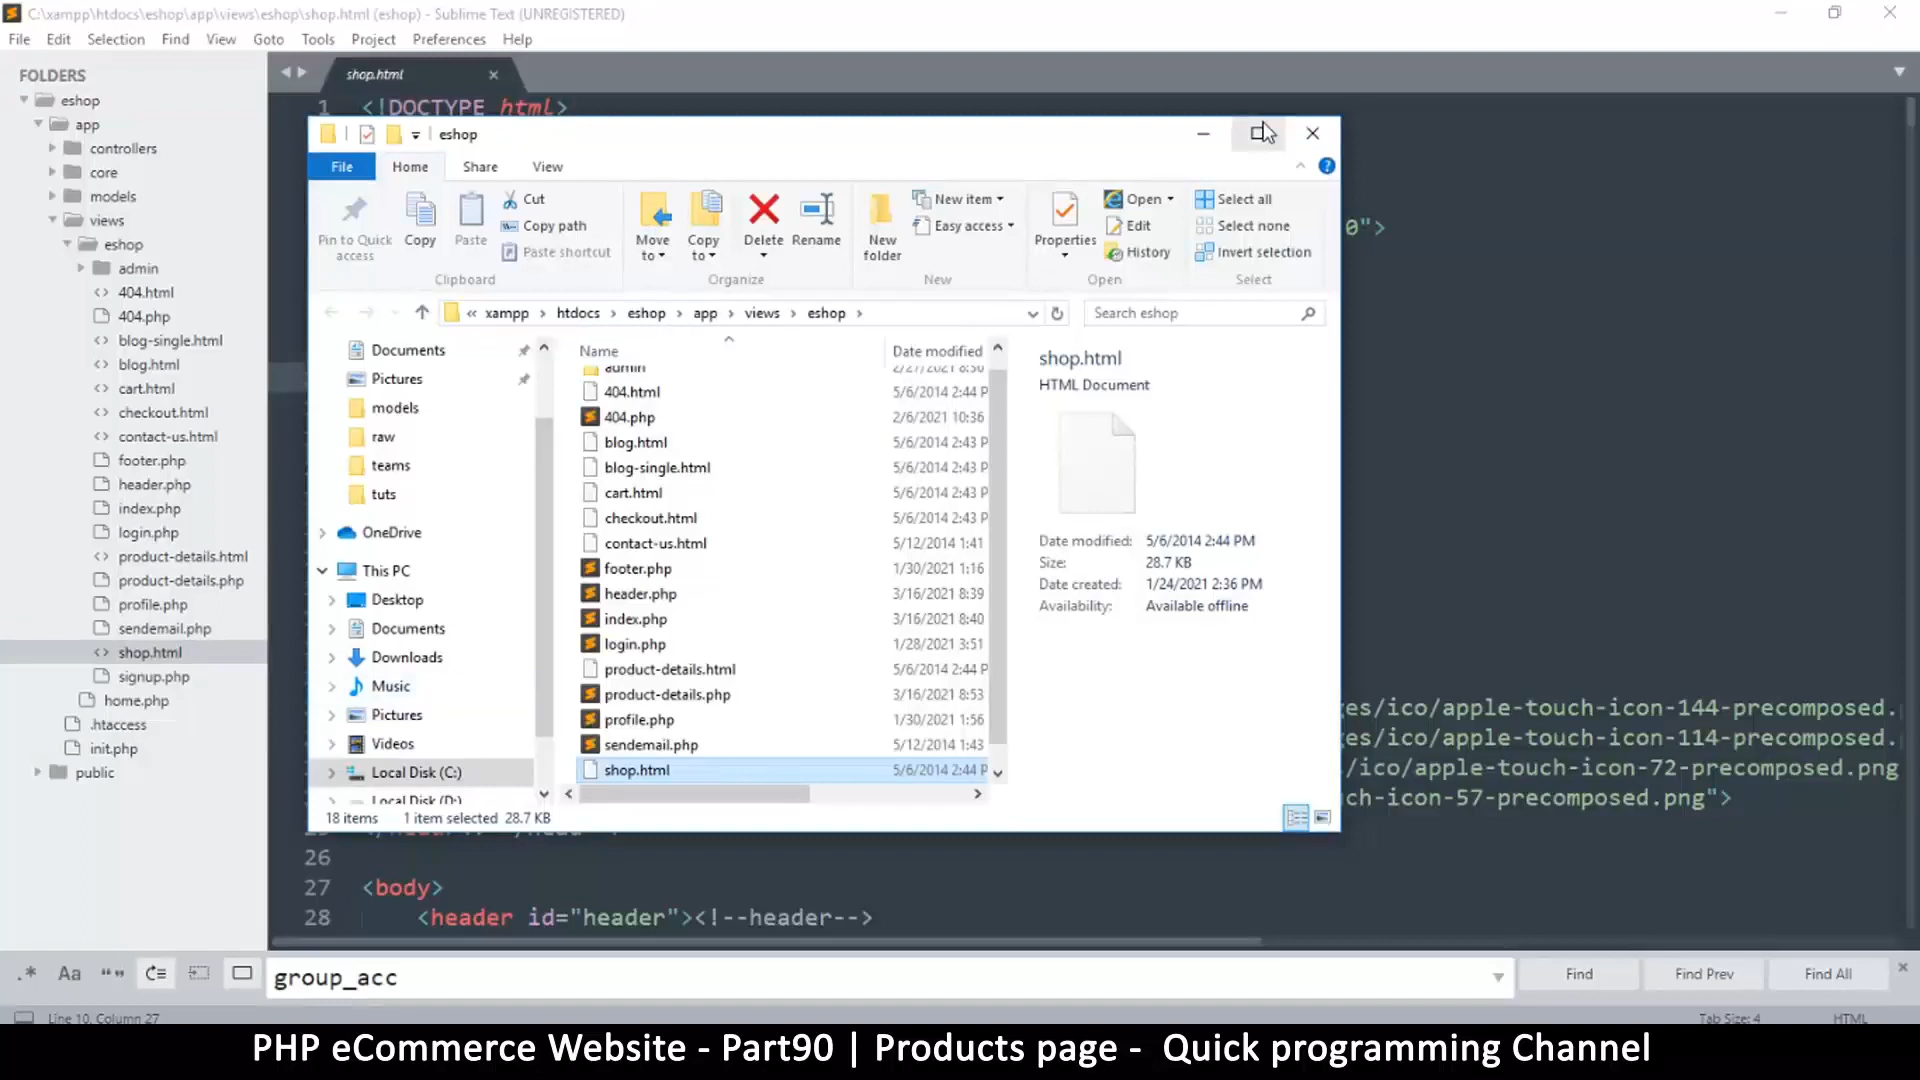 C:\xampp\htdocs\eshop\app\views\eshop\shop.html (eshop) - Sublime Text (UNREGISTERED)
File Edit Selection Find View Goto Tools Project Preferences Help
FOLDERS
eshop
app
controllers
core
models
views
eshop
admin
404.html
404.php
blog-single.html
blog.html
cart.html
checkout.html
contact-us.html
footer.php
header.php
index.php
login.php
product-details.html
product-details.php
profile.php
sendemail.php
shop.html
signup.php
home.php
.htaccess
init.php
public
shop.html
1 <!DOCTYPE html>
eshop
File Home Share View
Pin to Quick access
Copy
Paste
Cut
Copy path
Paste shortcut
Clipboard
Move to
Copy to
Delete
Rename
Organize
New folder
New item
Easy access
New
Properties
Open
Edit
History
Open
Select all
Select none
Invert selection
Select
« xampp > htdocs > eshop > app > views > eshop >
Search eshop
Documents
Pictures
models
raw
teams
tuts
OneDrive
This PC
Desktop
Documents
Downloads
Music
Pictures
Videos
Local Disk (C:)
Local Disk (D:)
Name Date modified
admin 2/27/2021 8:50
404.html 5/6/2014 2:44 P
404.php 2/6/2021 10:36
blog.html 5/6/2014 2:43 P
blog-single.html 5/6/2014 2:43 P
cart.html 5/6/2014 2:43 P
checkout.html 5/6/2014 2:43 P
contact-us.html 5/12/2014 1:41
footer.php 1/30/2021 1:16
header.php 3/16/2021 8:39
index.php 3/16/2021 8:40
login.php 1/28/2021 3:51
product-details.html 5/6/2014 2:44 P
product-details.php 3/16/2021 8:53
profile.php 1/30/2021 1:56
sendemail.php 5/12/2014 1:43
shop.html 5/6/2014 2:44 P
shop.html
HTML Document
Date modified: 5/6/2014 2:44 PM
Size: 28.7 KB
Date created: 1/24/2021 2:36 PM
Availability: Available offline
18 items 1 item selected 28.7 KB
0">
es/ico/apple-touch-icon-144-precomposed.
es/ico/apple-touch-icon-114-precomposed.
/ico/apple-touch-icon-72-precomposed.png
ch-icon-57-precomposed.png">
26
27 <body>
28 <header id="header"><!--header-->
.* Aa “”
group_acc
Find Find Prev Find All
Line 10, Column 27
Tab Size: 4 HTML
PHP eCommerce Website - Part90 | Products page - Quick programming Channel